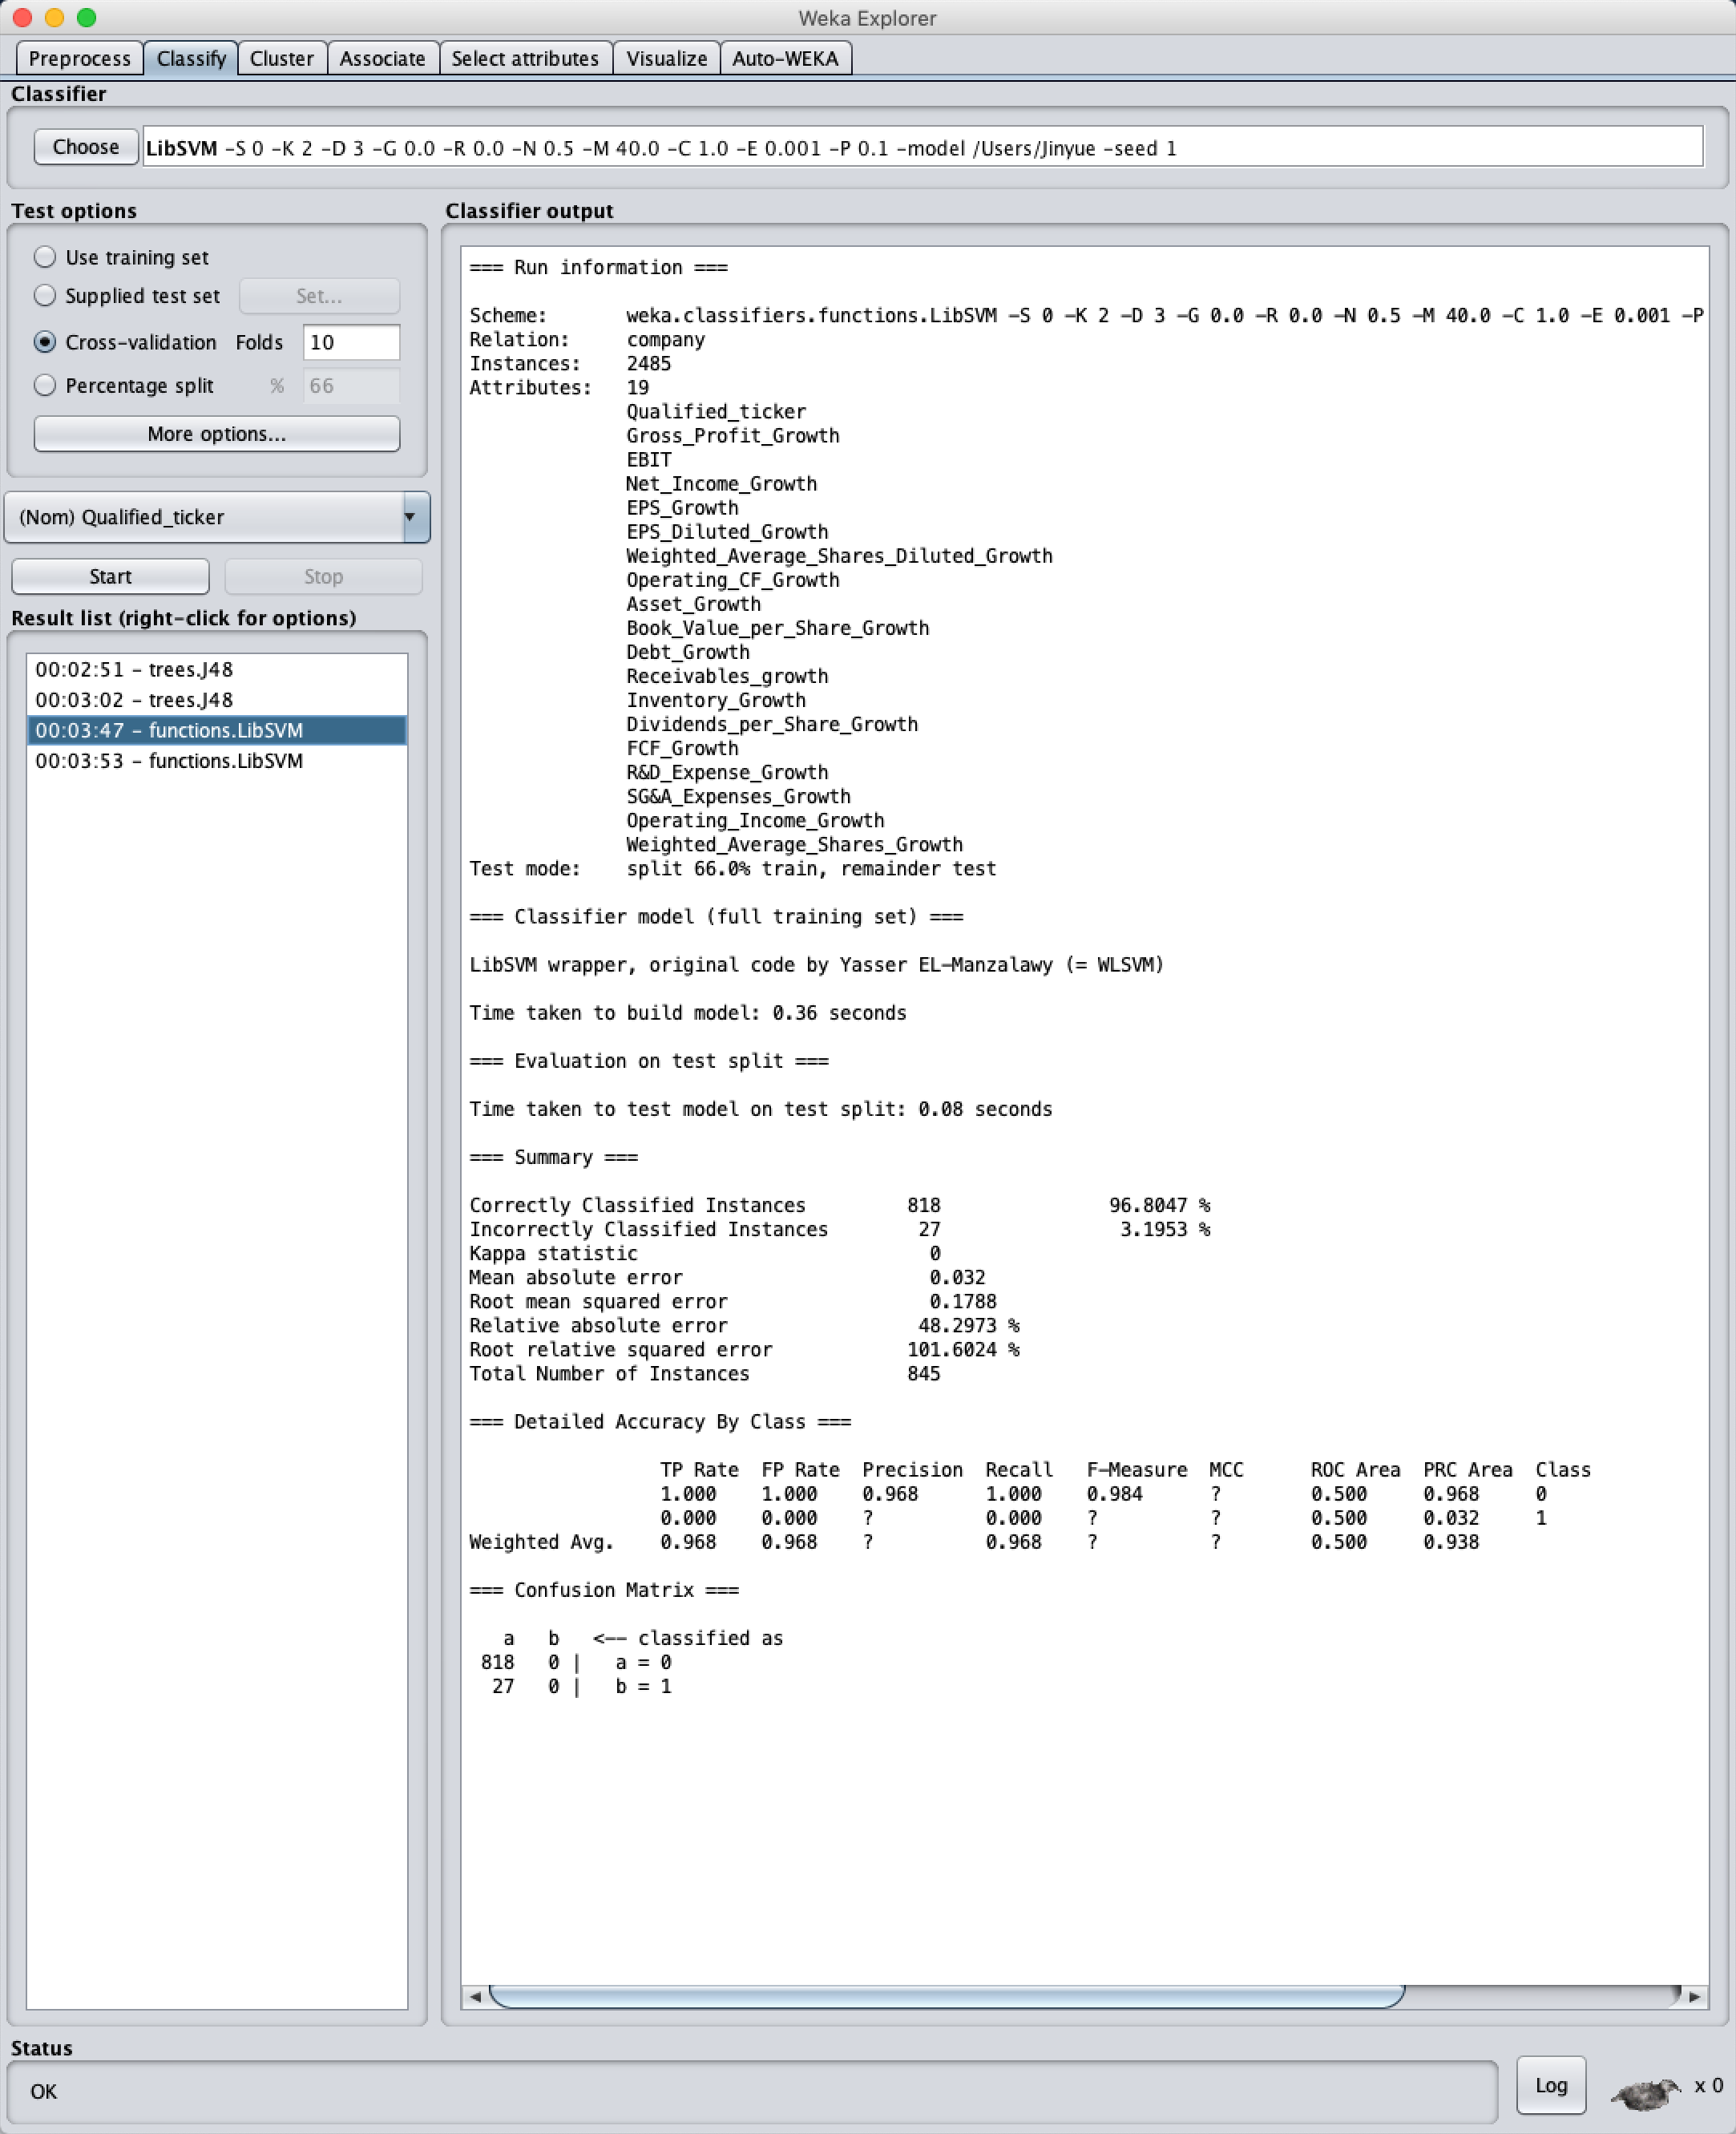 Weka Explorer
Preprocess Classify Cluster Associate Select attributes Visualize Auto-WEKA
Classifier
Choose LibSVM -S 0 -K 2 -D 3 -G 0.0 -R 0.0 -N 0.5 -M 40.0 -C 1.0 -E 0.001 -P 0.1 -model /Users/Jinyue -seed 1
Test options
Use training set
Supplied test set Set...
Cross-validation Folds 10
Percentage split % 66
More options...
(Nom) Qualified_ticker
Start Stop
Result list (right-click for options)
00:02:51 - trees.J48
00:03:02 - trees.J48
00:03:47 - functions.LibSVM
00:03:53 - functions.LibSVM
Classifier output
=== Run information ===
Scheme: weka.classifiers.functions.LibSVM -S 0 -K 2 -D 3 -G 0.0 -R 0.0 -N 0.5 -M 40.0 -C 1.0 -E 0.001 -P
Relation: company
Instances: 2485
Attributes: 19
Qualified_ticker
Gross_Profit_Growth
EBIT
Net_Income_Growth
EPS_Growth
EPS_Diluted_Growth
Weighted_Average_Shares_Diluted_Growth
Operating_CF_Growth
Asset_Growth
Book_Value_per_Share_Growth
Debt_Growth
Receivables_growth
Inventory_Growth
Dividends_per_Share_Growth
FCF_Growth
R&D_Expense_Growth
SG&A_Expenses_Growth
Operating_Income_Growth
Weighted_Average_Shares_Growth
Test mode: split 66.0% train, remainder test
=== Classifier model (full training set) ===
LibSVM wrapper, original code by Yasser EL-Manzalawy (= WLSVM)
Time taken to build model: 0.36 seconds
=== Evaluation on test split ===
Time taken to test model on test split: 0.08 seconds
=== Summary ===
Correctly Classified Instances 818 96.8047 %
Incorrectly Classified Instances 27 3.1953 %
Kappa statistic 0
Mean absolute error 0.032
Root mean squared error 0.1788
Relative absolute error 48.2973 %
Root relative squared error 101.6024 %
Total Number of Instances 845
=== Detailed Accuracy By Class ===
TP Rate FP Rate Precision Recall F-Measure MCC ROC Area PRC Area Class
1.000 1.000 0.968 1.000 0.984 ? 0.500 0.968 0
0.000 0.000 ? 0.000 ? ? 0.500 0.032 1
Weighted Avg. 0.968 0.968 ? 0.968 ? ? 0.500 0.938
=== Confusion Matrix ===
a b <-- classified as
818 0 | a = 0
27 0 | b = 1
Status
OK
Log x 0